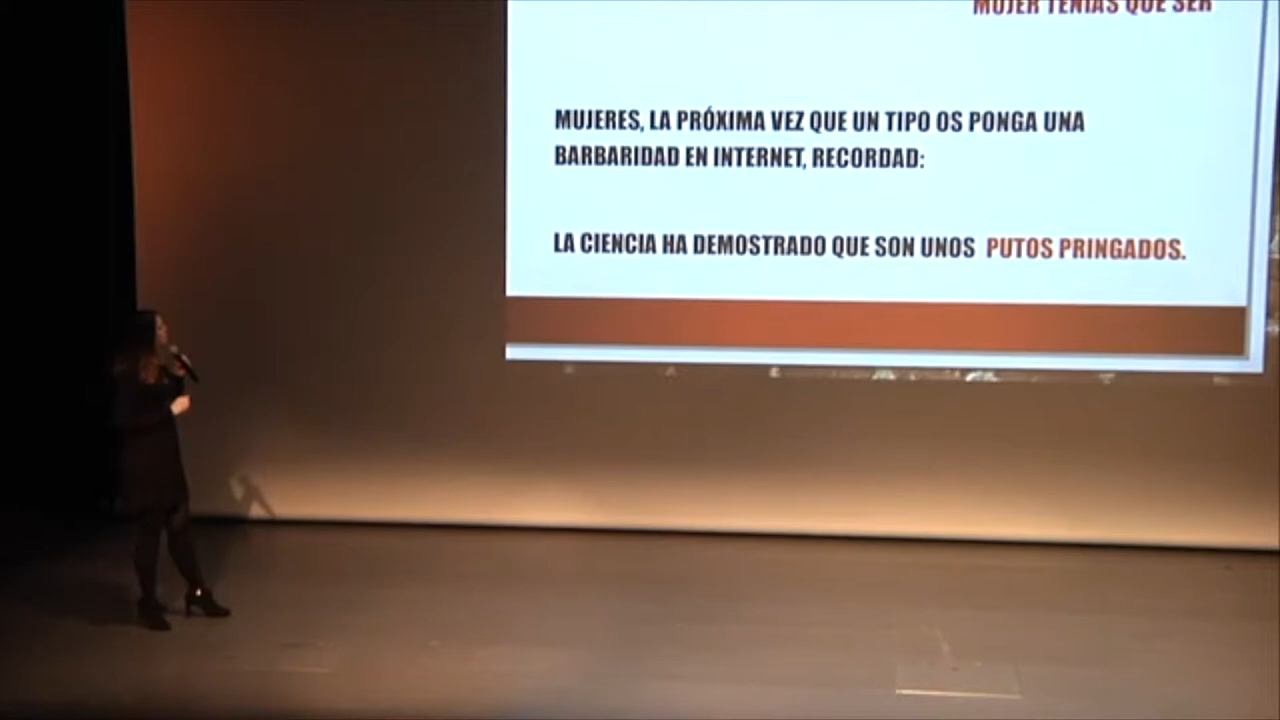 MUJER TENÍAS QUE SER
MUJERES, LA PRÓXIMA VEZ QUE UN TIPO OS PONGA UNA
BARBARIDAD EN INTERNET, RECORDAD:
LA CIENCIA HA DEMOSTRADO QUE SON UNOS PUTOS PRINGADOS.